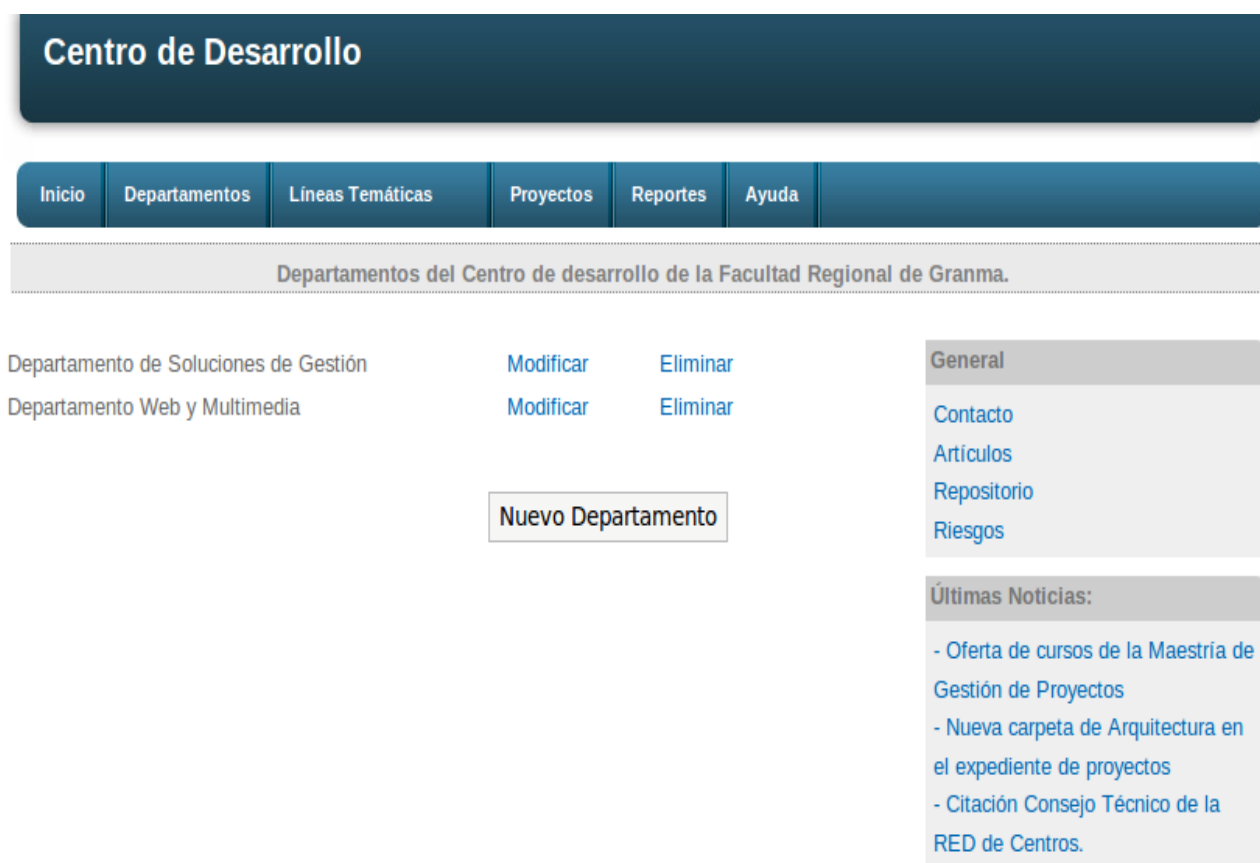 Centro de Desarrollo
Inicio Departamentos Líneas Temáticas Proyectos Reportes Ayuda
Departamentos del Centro de desarrollo de la Facultad Regional de Granma.
Departamento de Soluciones de Gestión Modificar Eliminar
Departamento Web y Multimedia Modificar Eliminar
Nuevo Departamento
General
Contacto
Artículos
Repositorio
Riesgos
Últimas Noticias:
- Oferta de cursos de la Maestría de
Gestión de Proyectos
- Nueva carpeta de Arquitectura en
el expediente de proyectos
- Citación Consejo Técnico de la
RED de Centros.